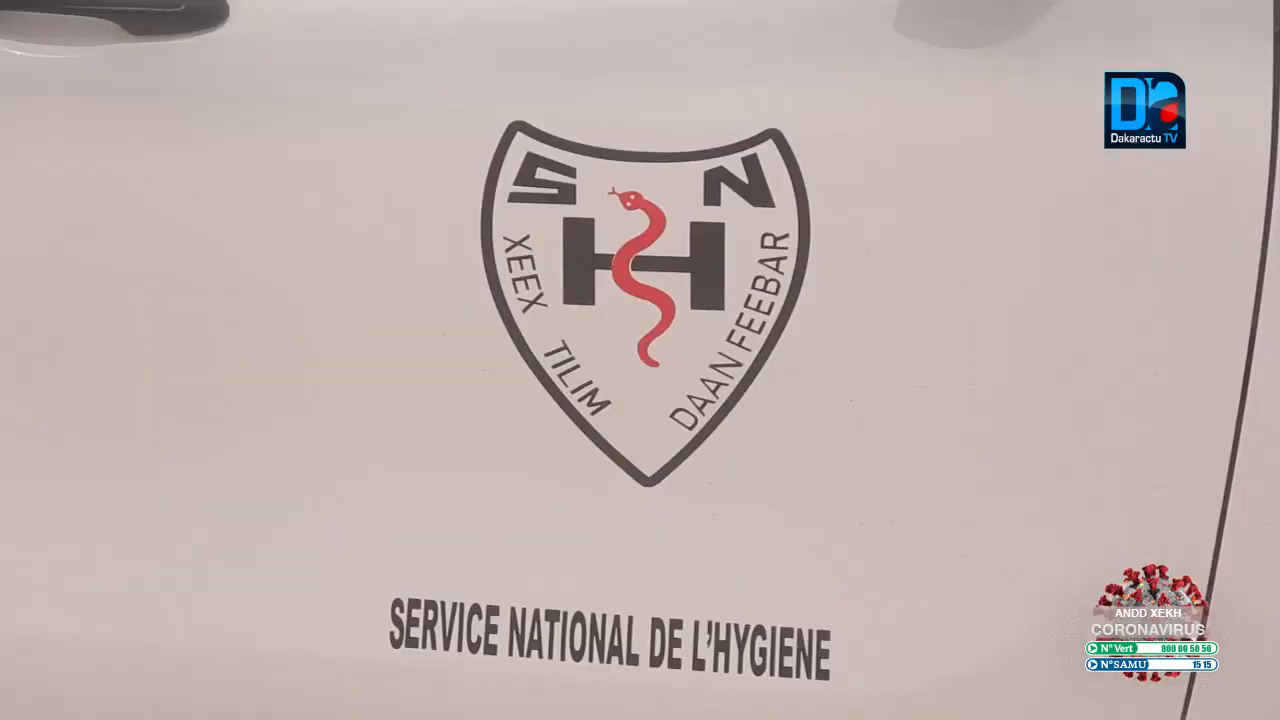 Dakaractu TV
S N
H
XEEX TILIM
DAAN FEEBAR
SERVICE NATIONAL DE L'HYGIENE
ANDD XEKH
CORONAVIRUS
N° Vert 800 00 50 50
N° SAMU 15 15